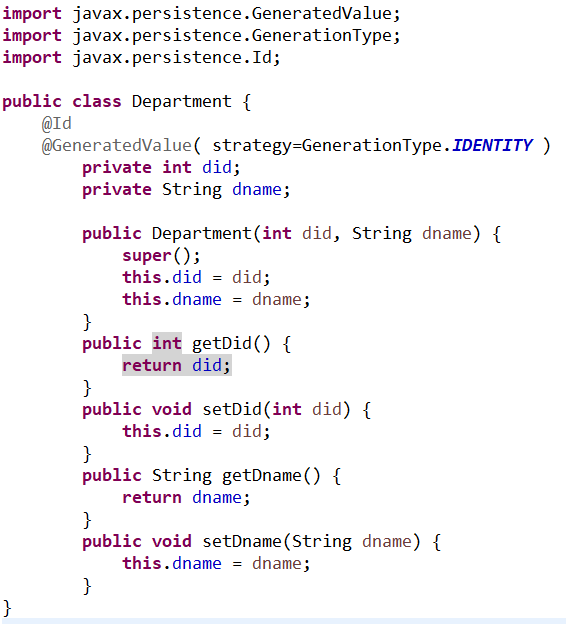 import javax.persistence.GeneratedValue;
import javax.persistence.GenerationType;
import javax.persistence.Id;

public class Department {
    @Id
    @GeneratedValue( strategy=GenerationType.IDENTITY )
        private int did;
        private String dname;

        public Department(int did, String dname) {
            super();
            this.did = did;
            this.dname = dname;
        }
        public int getDid() {
            return did;
        }
        public void setDid(int did) {
            this.did = did;
        }
        public String getDname() {
            return dname;
        }
        public void setDname(String dname) {
            this.dname = dname;
        }
}